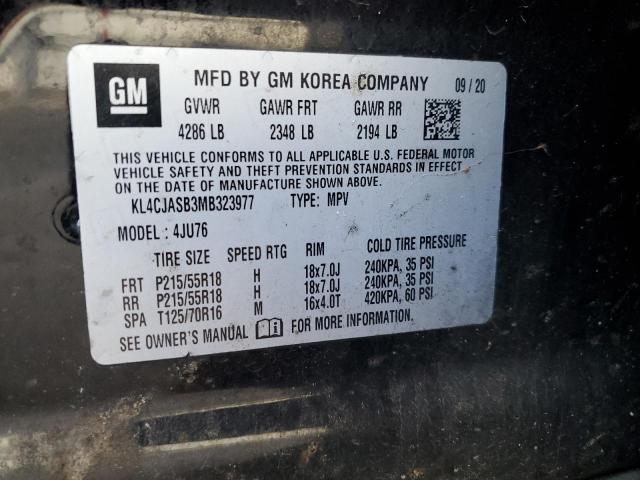 GM
MFD BY GM KOREA COMPANY 09/20
GVWR GAWR FRT GAWR RR
4286 LB 2348 LB 2194 LB
THIS VEHICLE CONFORMS TO ALL APPLICABLE U.S. FEDERAL MOTOR
VEHICLE SAFETY AND THEFT PREVENTION STANDARDS IN EFFECT
ON THE DATE OF MANUFACTURE SHOWN ABOVE.
KL4CJASB3MB323977 TYPE: MPV
MODEL: 4JU76
TIRE SIZE SPEED RTG RIM COLD TIRE PRESSURE
FRT P215/55R18 H 18x7.0J 240KPA, 35 PSI
RR P215/55R18 H 18x7.0J 240KPA, 35 PSI
SPA T125/70R16 M 16x4.0T 420KPA, 60 PSI
SEE OWNER'S MANUAL FOR MORE INFORMATION.